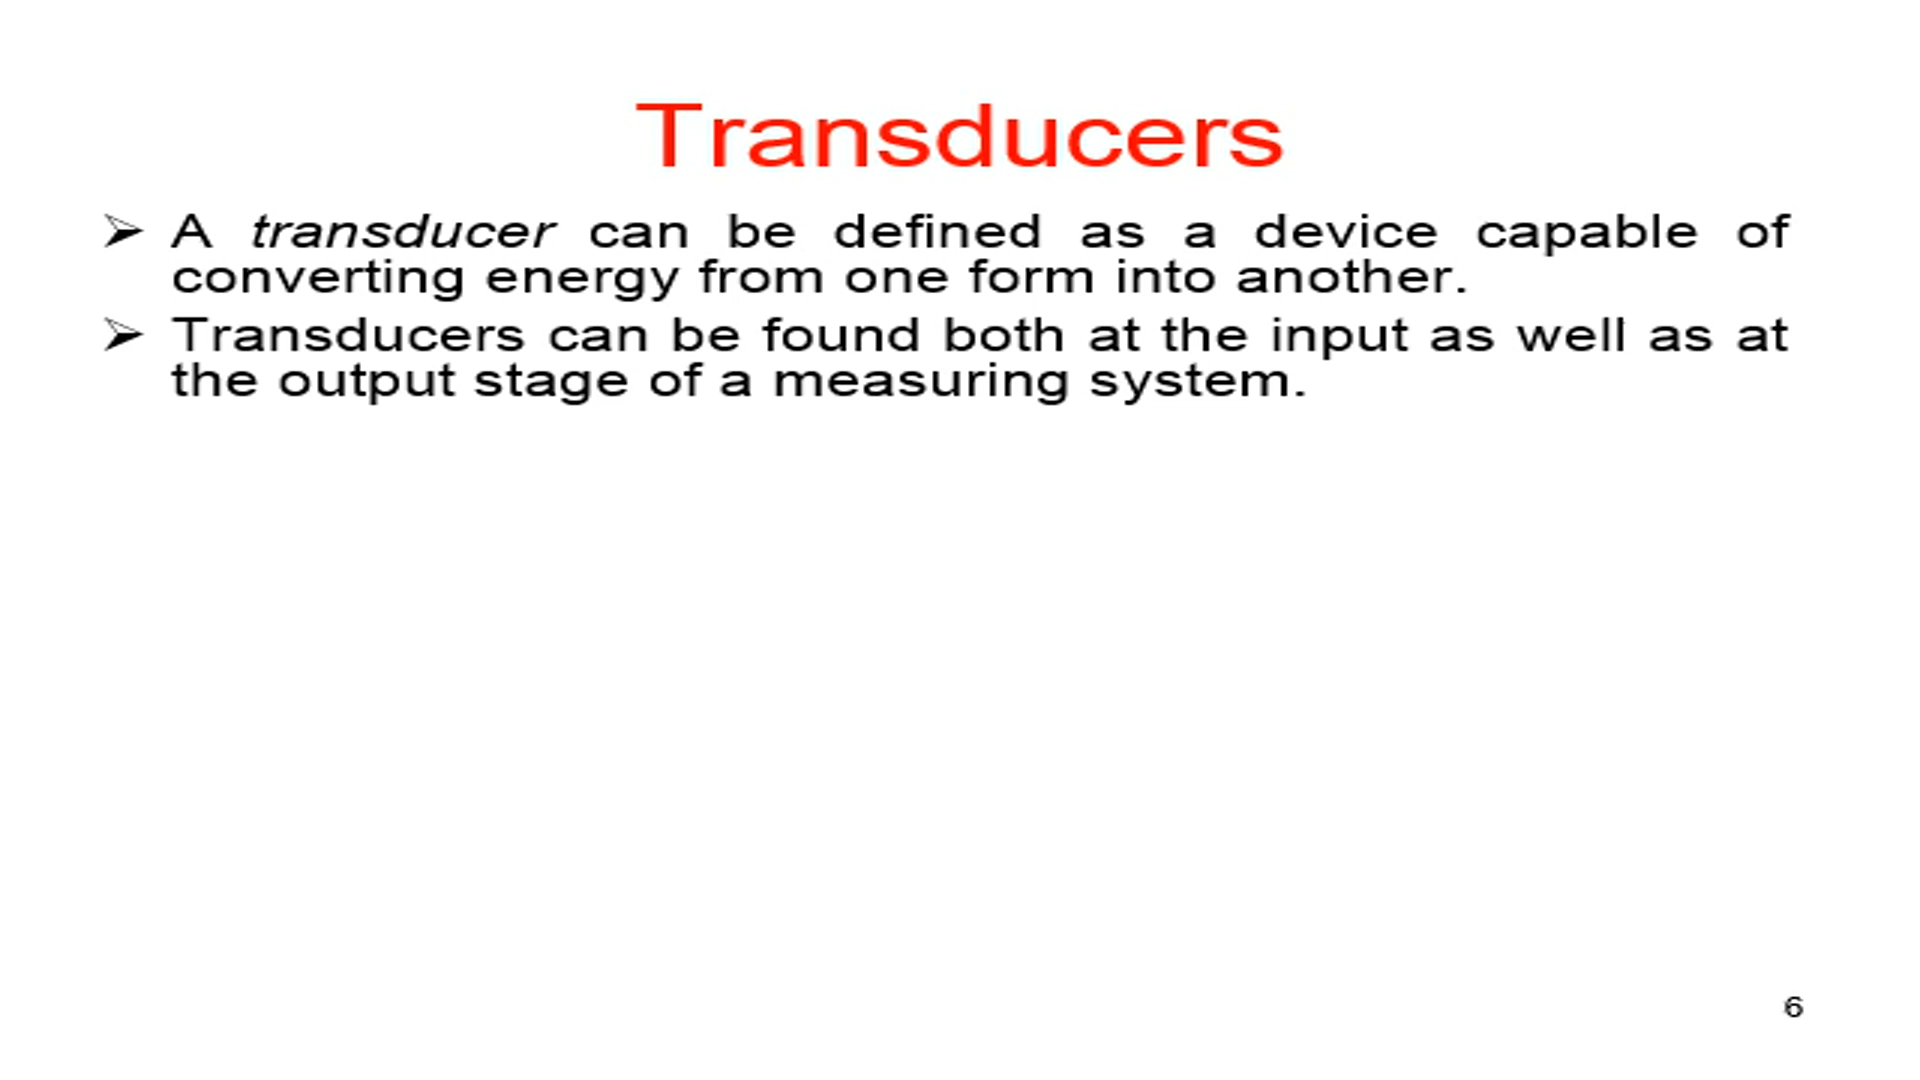 Transducers
➢ A transducer can be defined as a device capable of
converting energy from one form into another.
➢ Transducers can be found both at the input as well as at
the output stage of a measuring system.
6